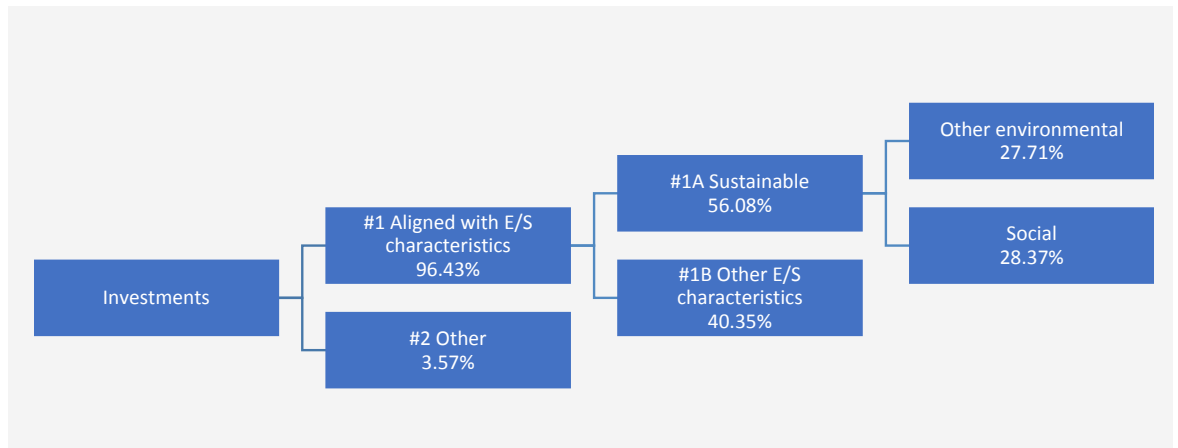 Investments
#1 Aligned with E/S
characteristics
96.43%
#2 Other
3.57%
#1A Sustainable
56.08%
#1B Other E/S
characteristics
40.35%
Other environmental
27.71%
Social
28.37%